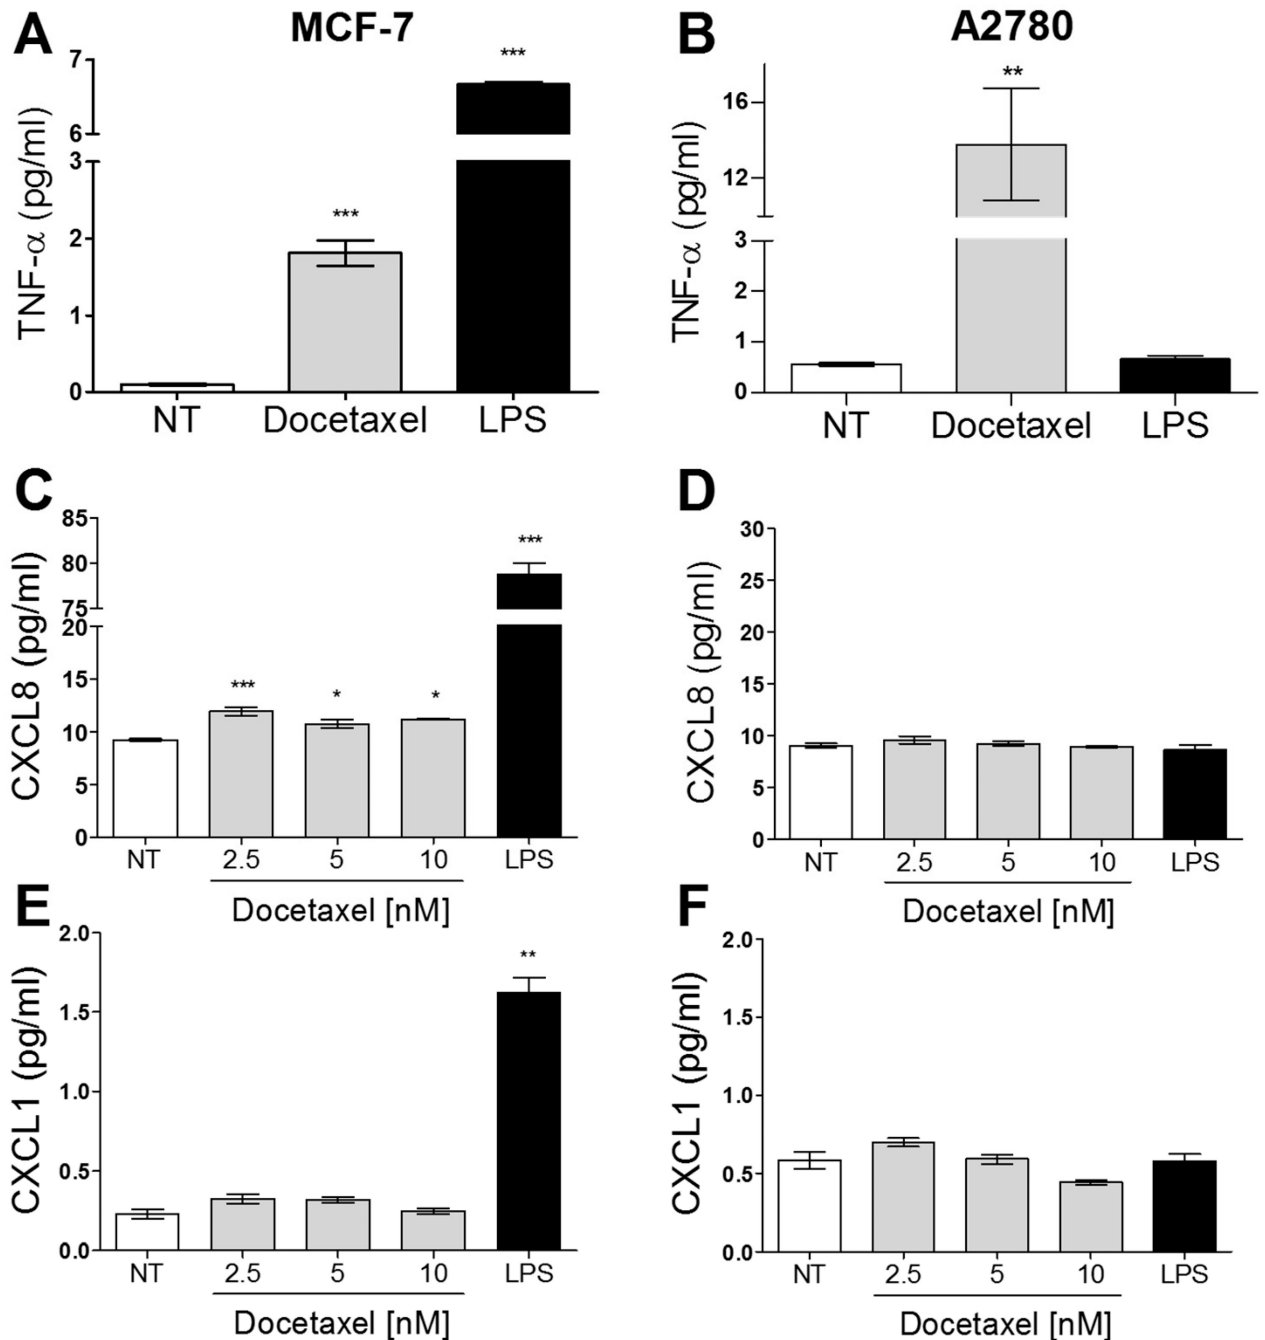 A
MCF-7
7
6
3
2
1
0
TNF-α (pg/ml)
***
***
NT Docetaxel LPS
B
A2780
16
12
3
2
1
0
TNF-α (pg/ml)
**
NT Docetaxel LPS
C
85
80
75
20
15
10
5
0
CXCL8 (pg/ml)
***
*
*
***
NT 2.5 5 10 LPS
Docetaxel [nM]
D
30
25
20
15
10
5
0
CXCL8 (pg/ml)
NT 2.5 5 10 LPS
Docetaxel [nM]
E
2.0
1.5
1.0
0.5
0.0
CXCL1 (pg/ml)
**
NT 2.5 5 10 LPS
Docetaxel [nM]
F
2.0
1.5
1.0
0.5
0.0
CXCL1 (pg/ml)
NT 2.5 5 10 LPS
Docetaxel [nM]